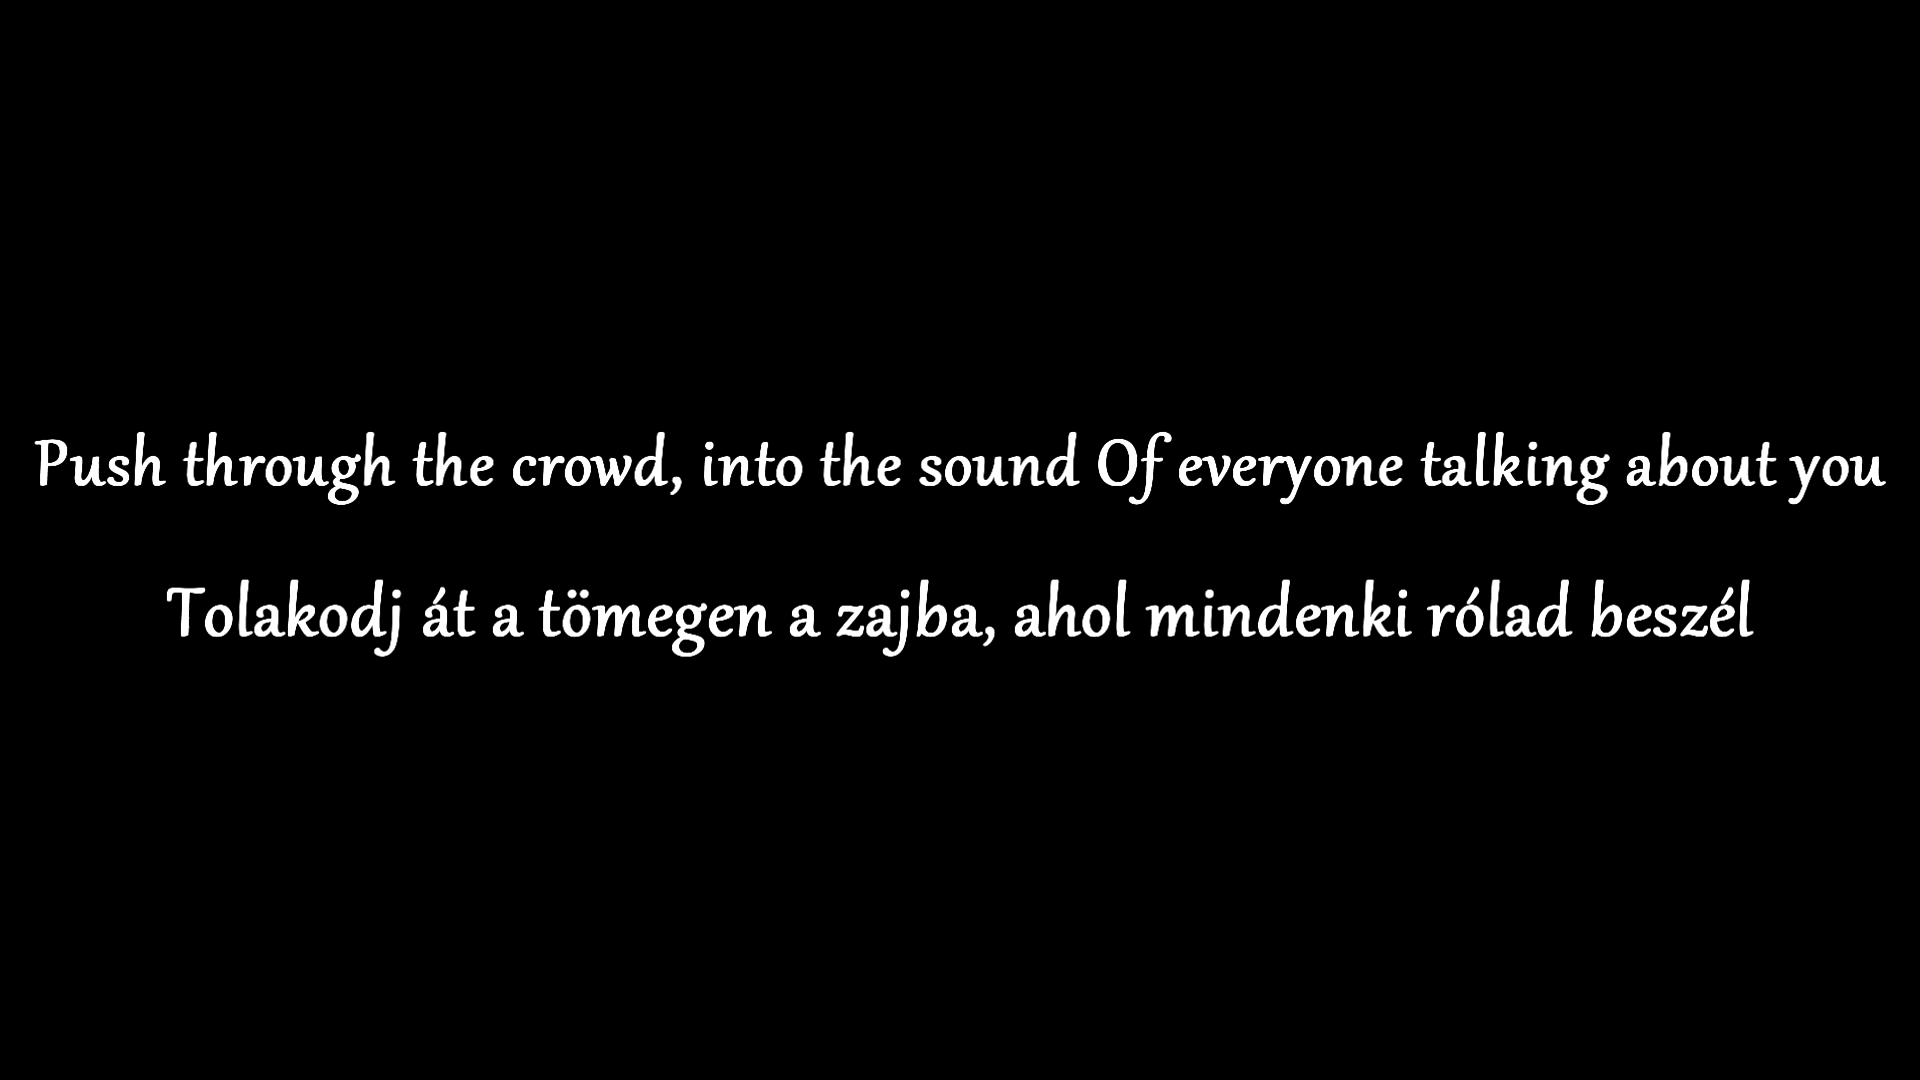 Push through the crowd, into the sound Of everyone talking about you
Tolakodj át a tömegen a zajba, ahol mindenki rólad beszél